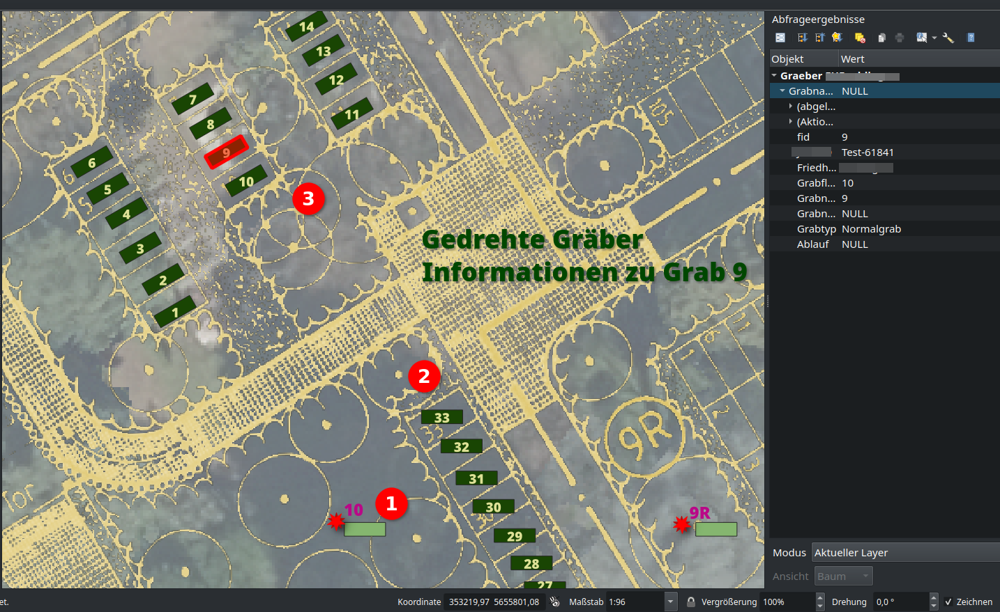 14
13
12
11
7
8
9
10
6
5
4
3
2
1
3
Gedrehte Gräber
Informationen zu Grab 9
2
33
32
31
30
29
28
27
10
1
9R
9R
33
105
Abfrageergebnisse
Objekt Wert
Graeber
Grabna... NULL
(abgel...
(Aktio...
fid 9
Test-61841
Friedh...
Grabfl... 10
Grabn... 9
Grabn... NULL
Grabtyp Normalgrab
Ablauf NULL
Modus Aktueller Layer
Ansicht Baum
et.
Koordinate 353219,97 5655801,08 Maßstab 1:96 Vergrößerung 100% Drehung 0,0 ° Zeichnen